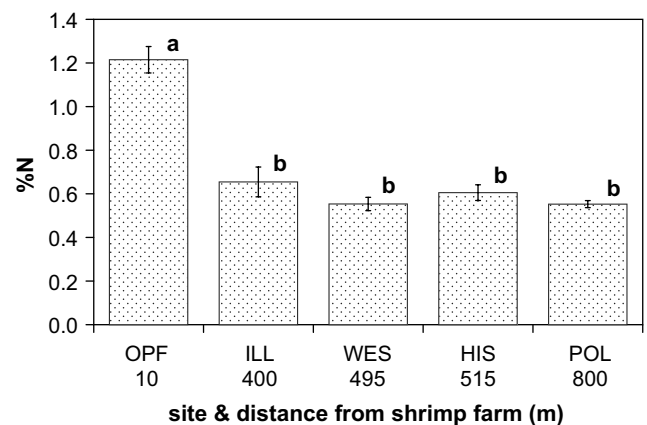 1.4
1.2
1.0
0.8
0.6
0.4
0.2
0.0
%N
a
b
b
b
b
OPF ILL WES HIS POL
10 400 495 515 800
site & distance from shrimp farm (m)